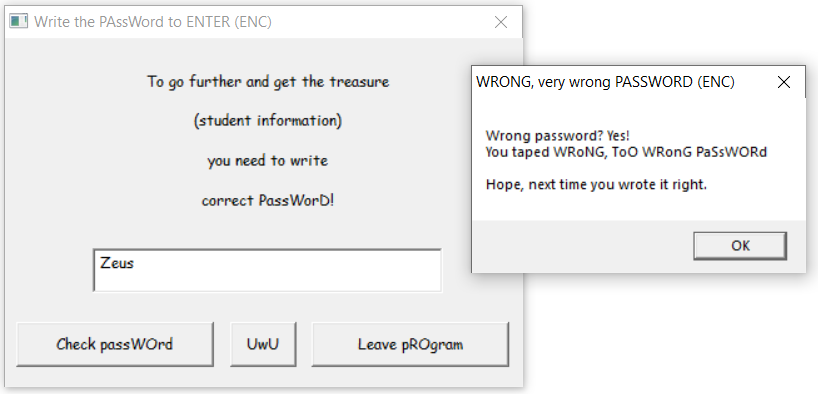 Write the PAssWord to ENTER (ENC)
To go further and get the treasure
(student information)
you need to write
correct PassWorD!
Zeus
Check passWOrd
UwU
Leave pROgram
WRONG, very wrong PASSWORD (ENC)
Wrong password? Yes!
You taped WRoNG, ToO WRonG PaSsWORd
Hope, next time you wrote it right.
OK